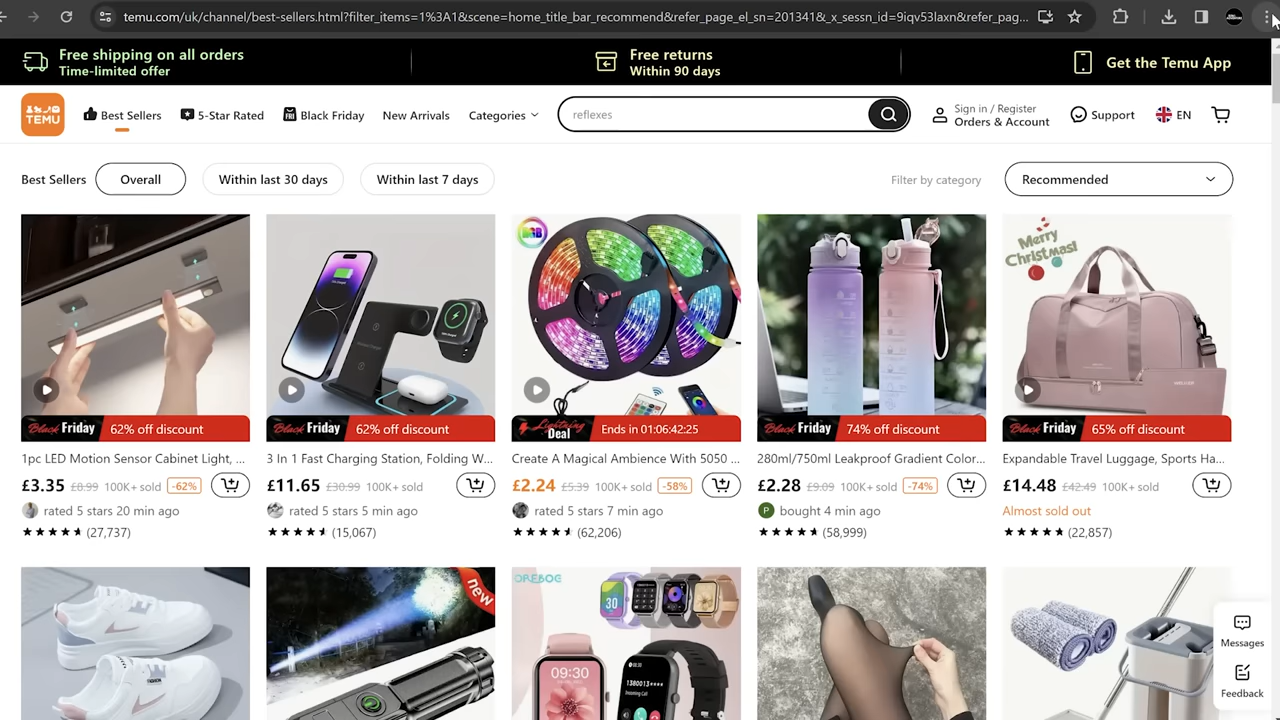 temu.com/uk/channel/best-sellers.html?filter_items=1%3A1&scene=home_title_bar_recommend&refer_page_el_sn=201341&_x_sessn_id=9iqv53laxn&refer_pag...
Free shipping on all orders
Time-limited offer
Free returns
Within 90 days
Get the Temu App
TEMU
Best Sellers
5-Star Rated
Black Friday
New Arrivals
Categories
reflexes
Sign in / Register
Orders & Account
Support
EN
Best Sellers
Overall
Within last 30 days
Within last 7 days
Filter by category
Recommended
Black Friday 62% off discount
1pc LED Motion Sensor Cabinet Light, ...
£3.35 £8.99 100K+ sold -62%
rated 5 stars 20 min ago
(27,737)
Black Friday 62% off discount
3 In 1 Fast Charging Station, Folding W...
£11.65 £30.99 100K+ sold
rated 5 stars 5 min ago
(15,067)
RGB
Lightning Deal Ends in 01:06:42:25
Create A Magical Ambience With 5050 ...
£2.24 £5.39 100K+ sold -58%
rated 5 stars 7 min ago
(62,206)
Black Friday 74% off discount
280ml/750ml Leakproof Gradient Color...
£2.28 £9.09 100K+ sold -74%
P bought 4 min ago
(58,999)
Merry
Christmas!
Black Friday 65% off discount
Expandable Travel Luggage, Sports Ha...
£14.48 £42.49 100K+ sold
Almost sold out
(22,857)
new
30
09:30
1380013
Messages
Feedback